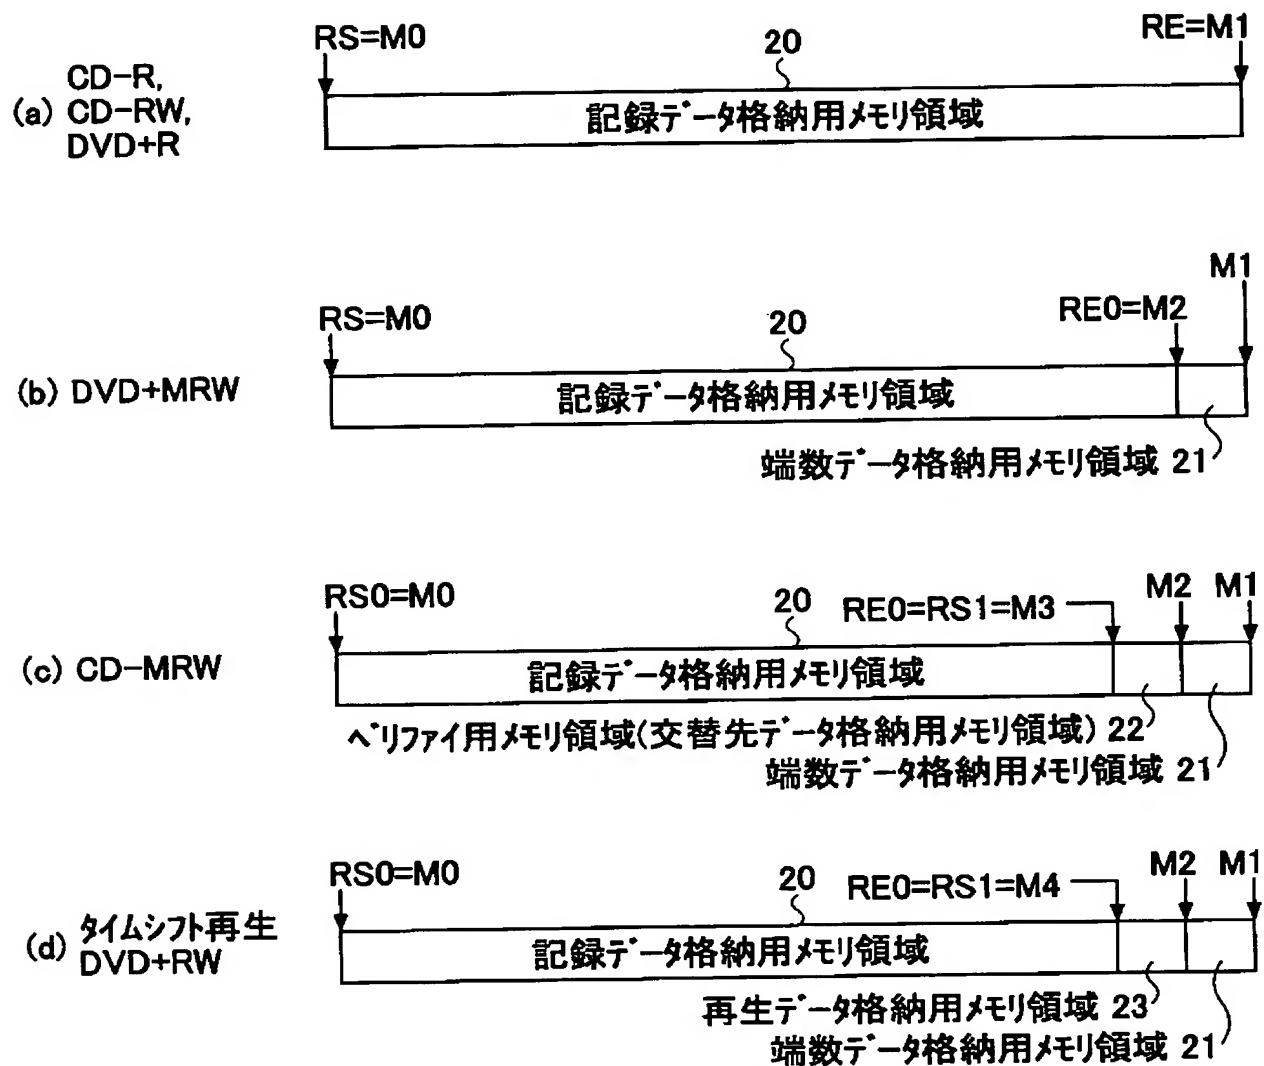 RS=M0
20
RE=M1
(a) CD-R,
CD-RW,
DVD+R
記録データ格納用メモリ領域
RS=M0
20
RE0=M2
M1
(b) DVD+MRW
記録データ格納用メモリ領域
端数データ格納用メモリ領域 21
RS0=M0
20
RE0=RS1=M3
M2
M1
(c) CD-MRW
記録データ格納用メモリ領域
ベリファイ用メモリ領域(交替先データ格納用メモリ領域) 22
端数データ格納用メモリ領域 21
RS0=M0
20
RE0=RS1=M4
M2
M1
(d) タイムシフト再生
DVD+RW
記録データ格納用メモリ領域
再生データ格納用メモリ領域 23
端数データ格納用メモリ領域 21